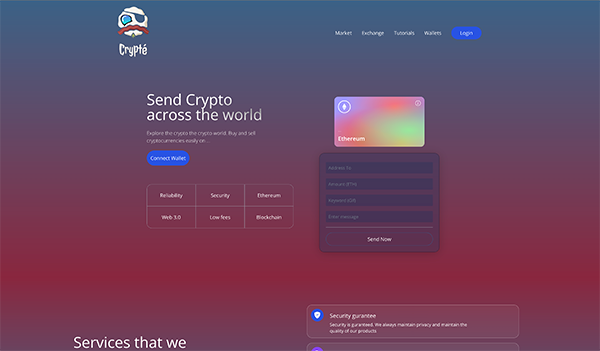 Crypté
Market Exchange Tutorials Wallets Login
Send Crypto
across the world
Explore the crypto the crypto world. Buy and sell
cryptocurrencies easily on...
Connect Wallet
Ethereum
Address To
Amount (ETH)
Keyword (Gif)
Enter message
Send Now
Reliability Security Ethereum
Web 3.0 Low fees Blockchain
Security gurantee
Security is guranteed. We always maintain privacy and maintain the
quality of our products
Services that we